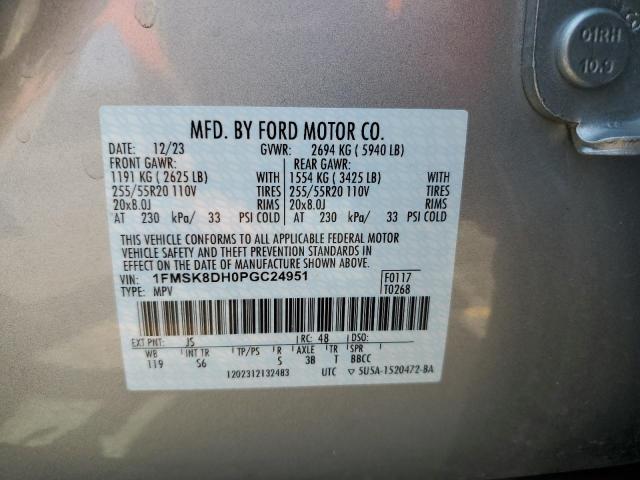 01RH
10.9
MFD. BY FORD MOTOR CO.
DATE: 12/23 GVWR: 2694 KG ( 5940 LB)
FRONT GAWR: REAR GAWR:
1191 KG ( 2625 LB) WITH 1554 KG ( 3425 LB) WITH
255/55R20 110V TIRES 255/55R20 110V TIRES
20x8.0J RIMS 20x8.0J RIMS
AT 230 kPa/ 33 PSI COLD AT 230 kPa/ 33 PSI COLD
THIS VEHICLE CONFORMS TO ALL APPLICABLE FEDERAL MOTOR
VEHICLE SAFETY AND THEFT PREVENTION STANDARDS IN
EFFECT ON THE DATE OF MANUFACTURE SHOWN ABOVE.
VIN: 1FMSK8DH0PGC24951 F0117
TYPE: MPV T0268
EXT PNT: JS RC: 48 DSO:
WB INT TR TP/PS R AXLE TR SPR
119 S6 S 3B T BBCC
1202312132483 UTC ▽ 5U5A-1520472-BA